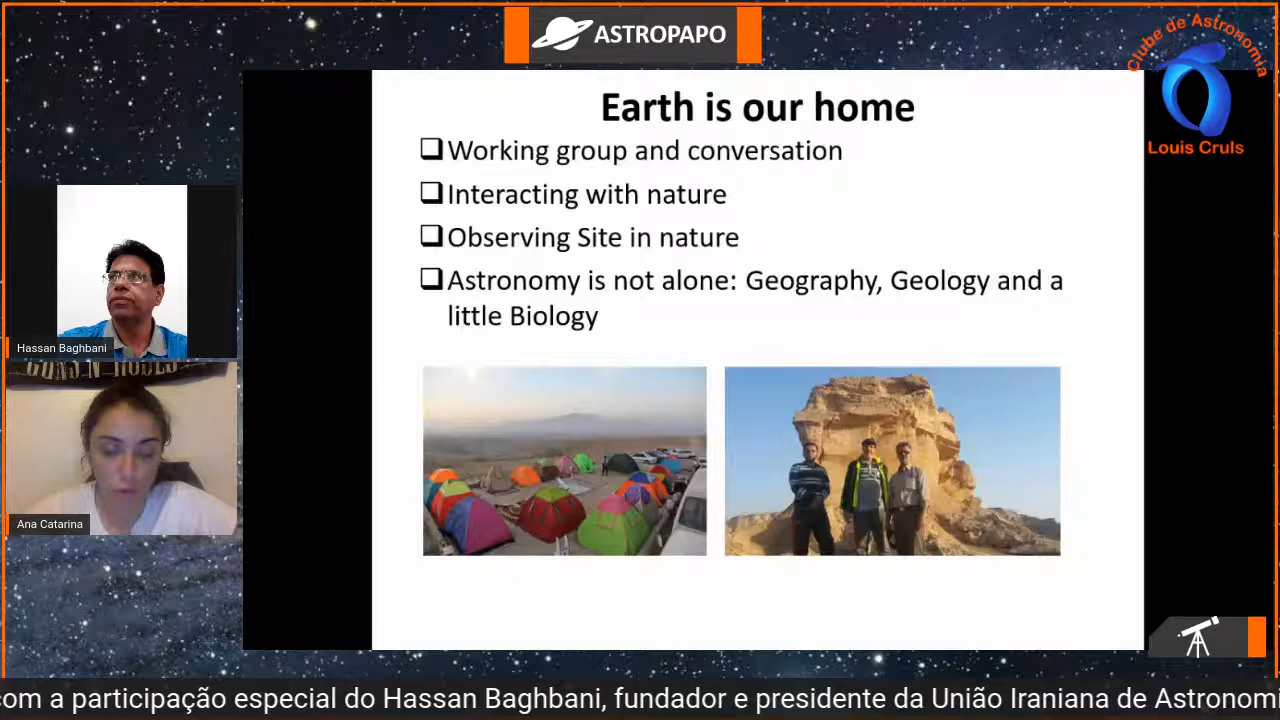 ASTROPAPO
Clube de Astronomia
Louis Cruls
Earth is our home
❑Working group and conversation
❑Interacting with nature
❑Observing Site in nature
❑Astronomy is not alone: Geography, Geology and a
little Biology
Hassan Baghbani
GUNS N' ROSES
Ana Catarina
com a participação especial do Hassan Baghbani, fundador e presidente da União Iraniana de Astronomi